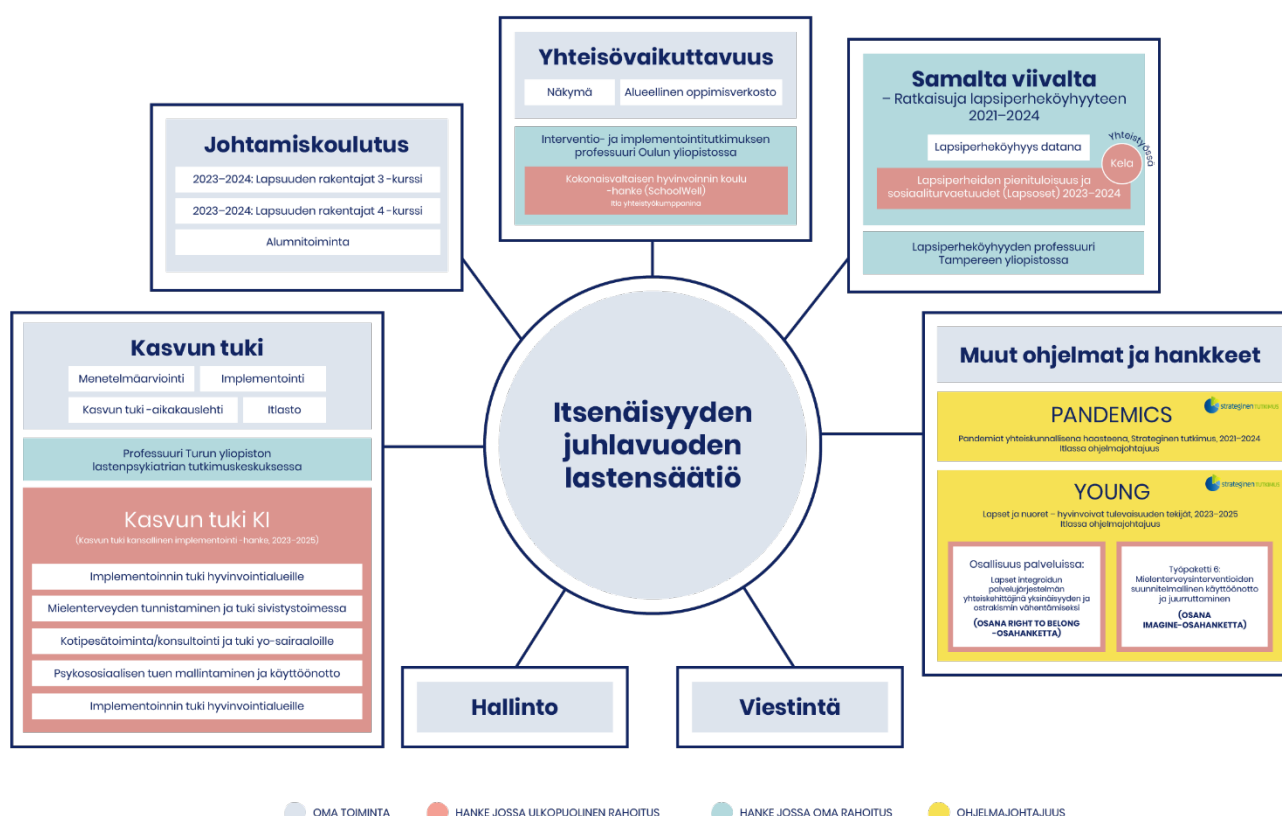 Yhteisövaikuttavuus
Näkymä
Alueellinen oppimisverkosto
Interventio- ja implementointitutkimuksen
professuuri Oulun yliopistossa
Kokonaisvaltaisen hyvinvoinnin koulu
-hanke (SchoolWell)
Itla yhteistyökumppanina
Samalta viivalta
– Ratkaisuja lapsiperheköyhyyteen
2021–2024
Lapsiperheköyhyys datana
Yhteistyössä
Kela
Lapsiperheiden pienituloisuus ja
sosiaaliturvaetuudet (Lapsoset) 2023–2024
Lapsiperheköyhyyden professuuri
Tampereen yliopistossa
Johtamiskoulutus
2023–2024: Lapsuuden rakentajat 3 -kurssi
2023–2024: Lapsuuden rakentajat 4 -kurssi
Alumnitoiminta
Kasvun tuki
Menetelmäarviointi
Implementointi
Kasvun tuki -aikakauslehti
Itlasto
Professuuri Turun yliopiston
lastenpsykiatrian tutkimuskeskuksessa
Kasvun tuki KI
(Kasvun tuki kansallinen implementointi -hanke, 2023–2025)
Implementoinnin tuki hyvinvointialueille
Mielenterveyden tunnistaminen ja tuki sivistystoimessa
Kotipesätoiminta/konsultointi ja tuki yo-sairaaloille
Psykososiaalisen tuen mallintaminen ja käyttöönotto
Implementoinnin tuki hyvinvointialueille
Itsenäisyyden
juhlavuoden
lastensäätiö
Muut ohjelmat ja hankkeet
strateginen TUTKIMUS
PANDEMICS
Pandemiat yhteiskunnallisena haasteena, Strateginen tutkimus, 2021–2024
Itlassa ohjelmajohtajuus
strateginen TUTKIMUS
YOUNG
Lapset ja nuoret – hyvinvoivat tulevaisuuden tekijät, 2023–2025
Itlassa ohjelmajohtajuus
Osallisuus palveluissa:
Lapset integroidun
palvelujärjestelmän
yhteiskehittäjinä yksinäisyyden ja
ostrakismin vähentämiseksi
(OSANA RIGHT TO BELONG
-OSAHANKETTA)
Työpaketti 6:
Mielenterveysinterventioiden
suunnitelmallinen käyttöönotto
ja juurruttaminen
(OSANA
IMAGINE-OSAHANKETTA)
Hallinto
Viestintä
OMA TOIMINTA
HANKE JOSSA ULKOPUOLINEN RAHOITUS
HANKE JOSSA OMA RAHOITUS
OHJELMAJOHTAJUUS